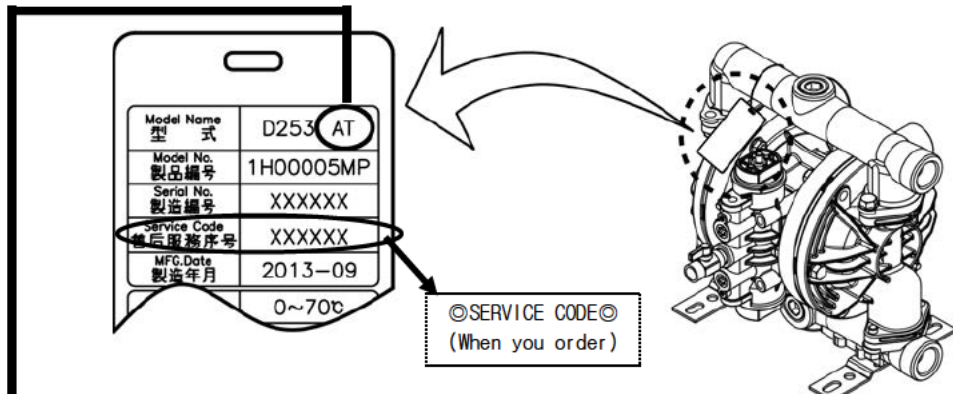 Model Name
型 式 D253 AT
Model No.
製品編号 1H00005MP
Serial No.
製造編号 XXXXXX
Service Code
售后服務序号 XXXXXX
MFG.Date
製造年月 2013-09
0~70℃
◎SERVICE CODE◎
(When you order)